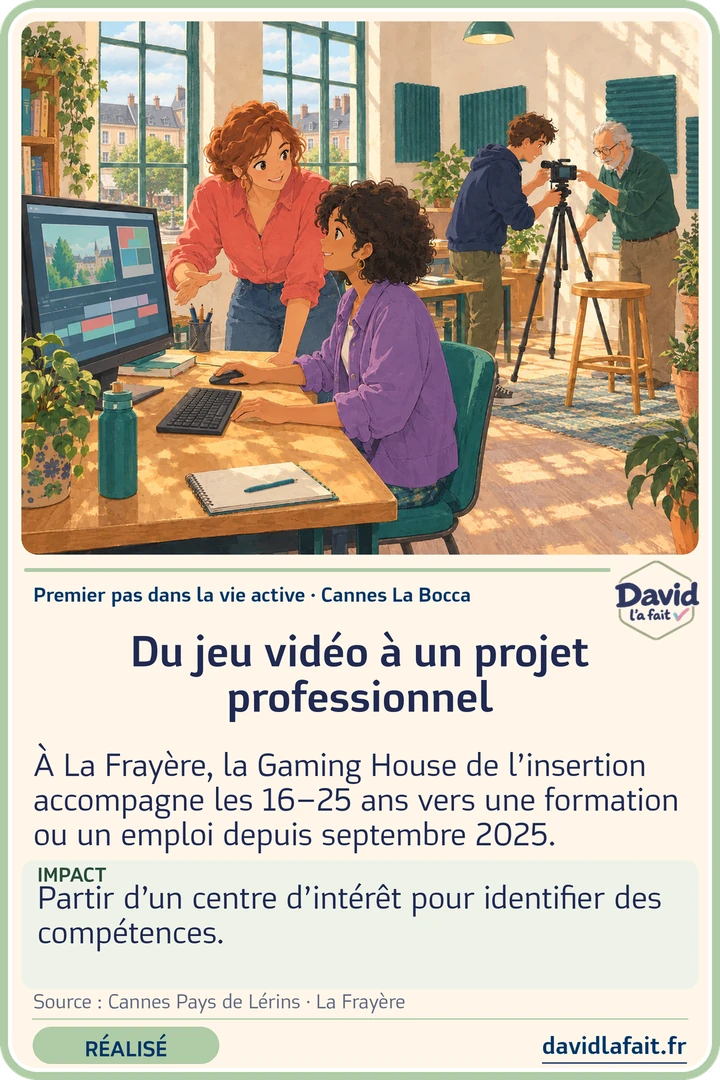 Premier pas dans la vie active · Cannes La Bocca
David
l’a fait
Du jeu vidéo à un projet
professionnel
À La Frayère, la Gaming House de l’insertion
accompagne les 16–25 ans vers une formation
ou un emploi depuis septembre 2025.
IMPACT
Partir d’un centre d’intérêt pour identifier des
compétences.
Source : Cannes Pays de Lérins · La Frayère
RÉALISÉ
davidlafait.fr